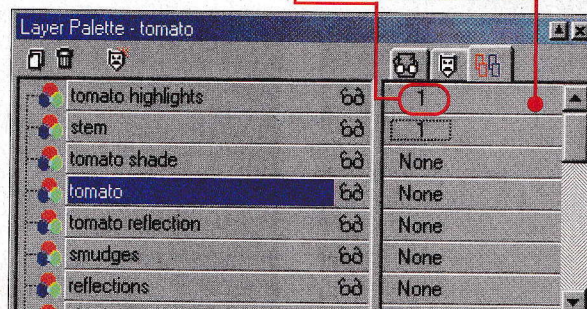 Layer Palette - tomato
tomato highlights 1
stem 1
tomato shade None
tomato None
tomato reflection None
smudges None
reflections None